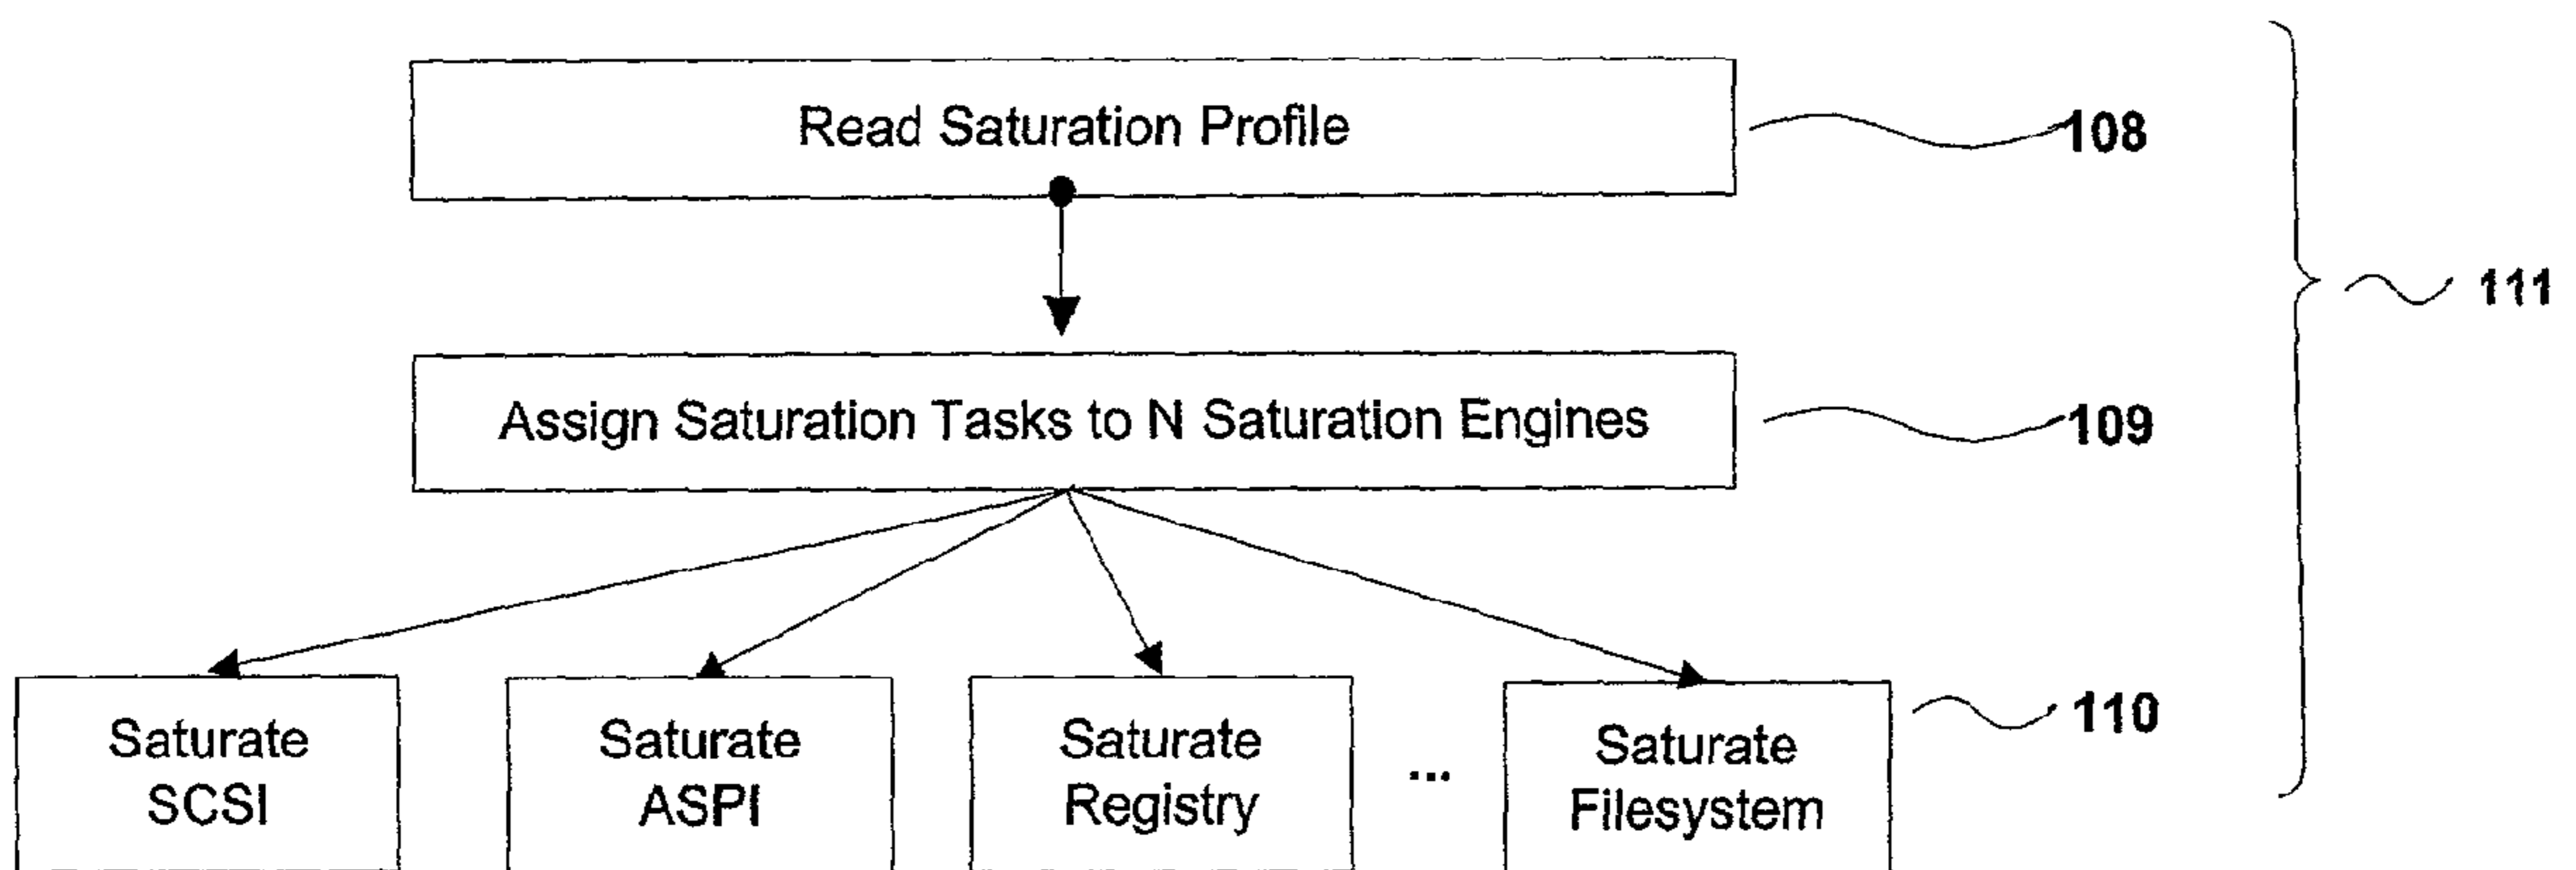 Read Saturation Profile
108
111
Assign Saturation Tasks to N Saturation Engines
109
Saturate
SCSI
Saturate
ASPI
Saturate
Registry
...
Saturate
Filesystem
110